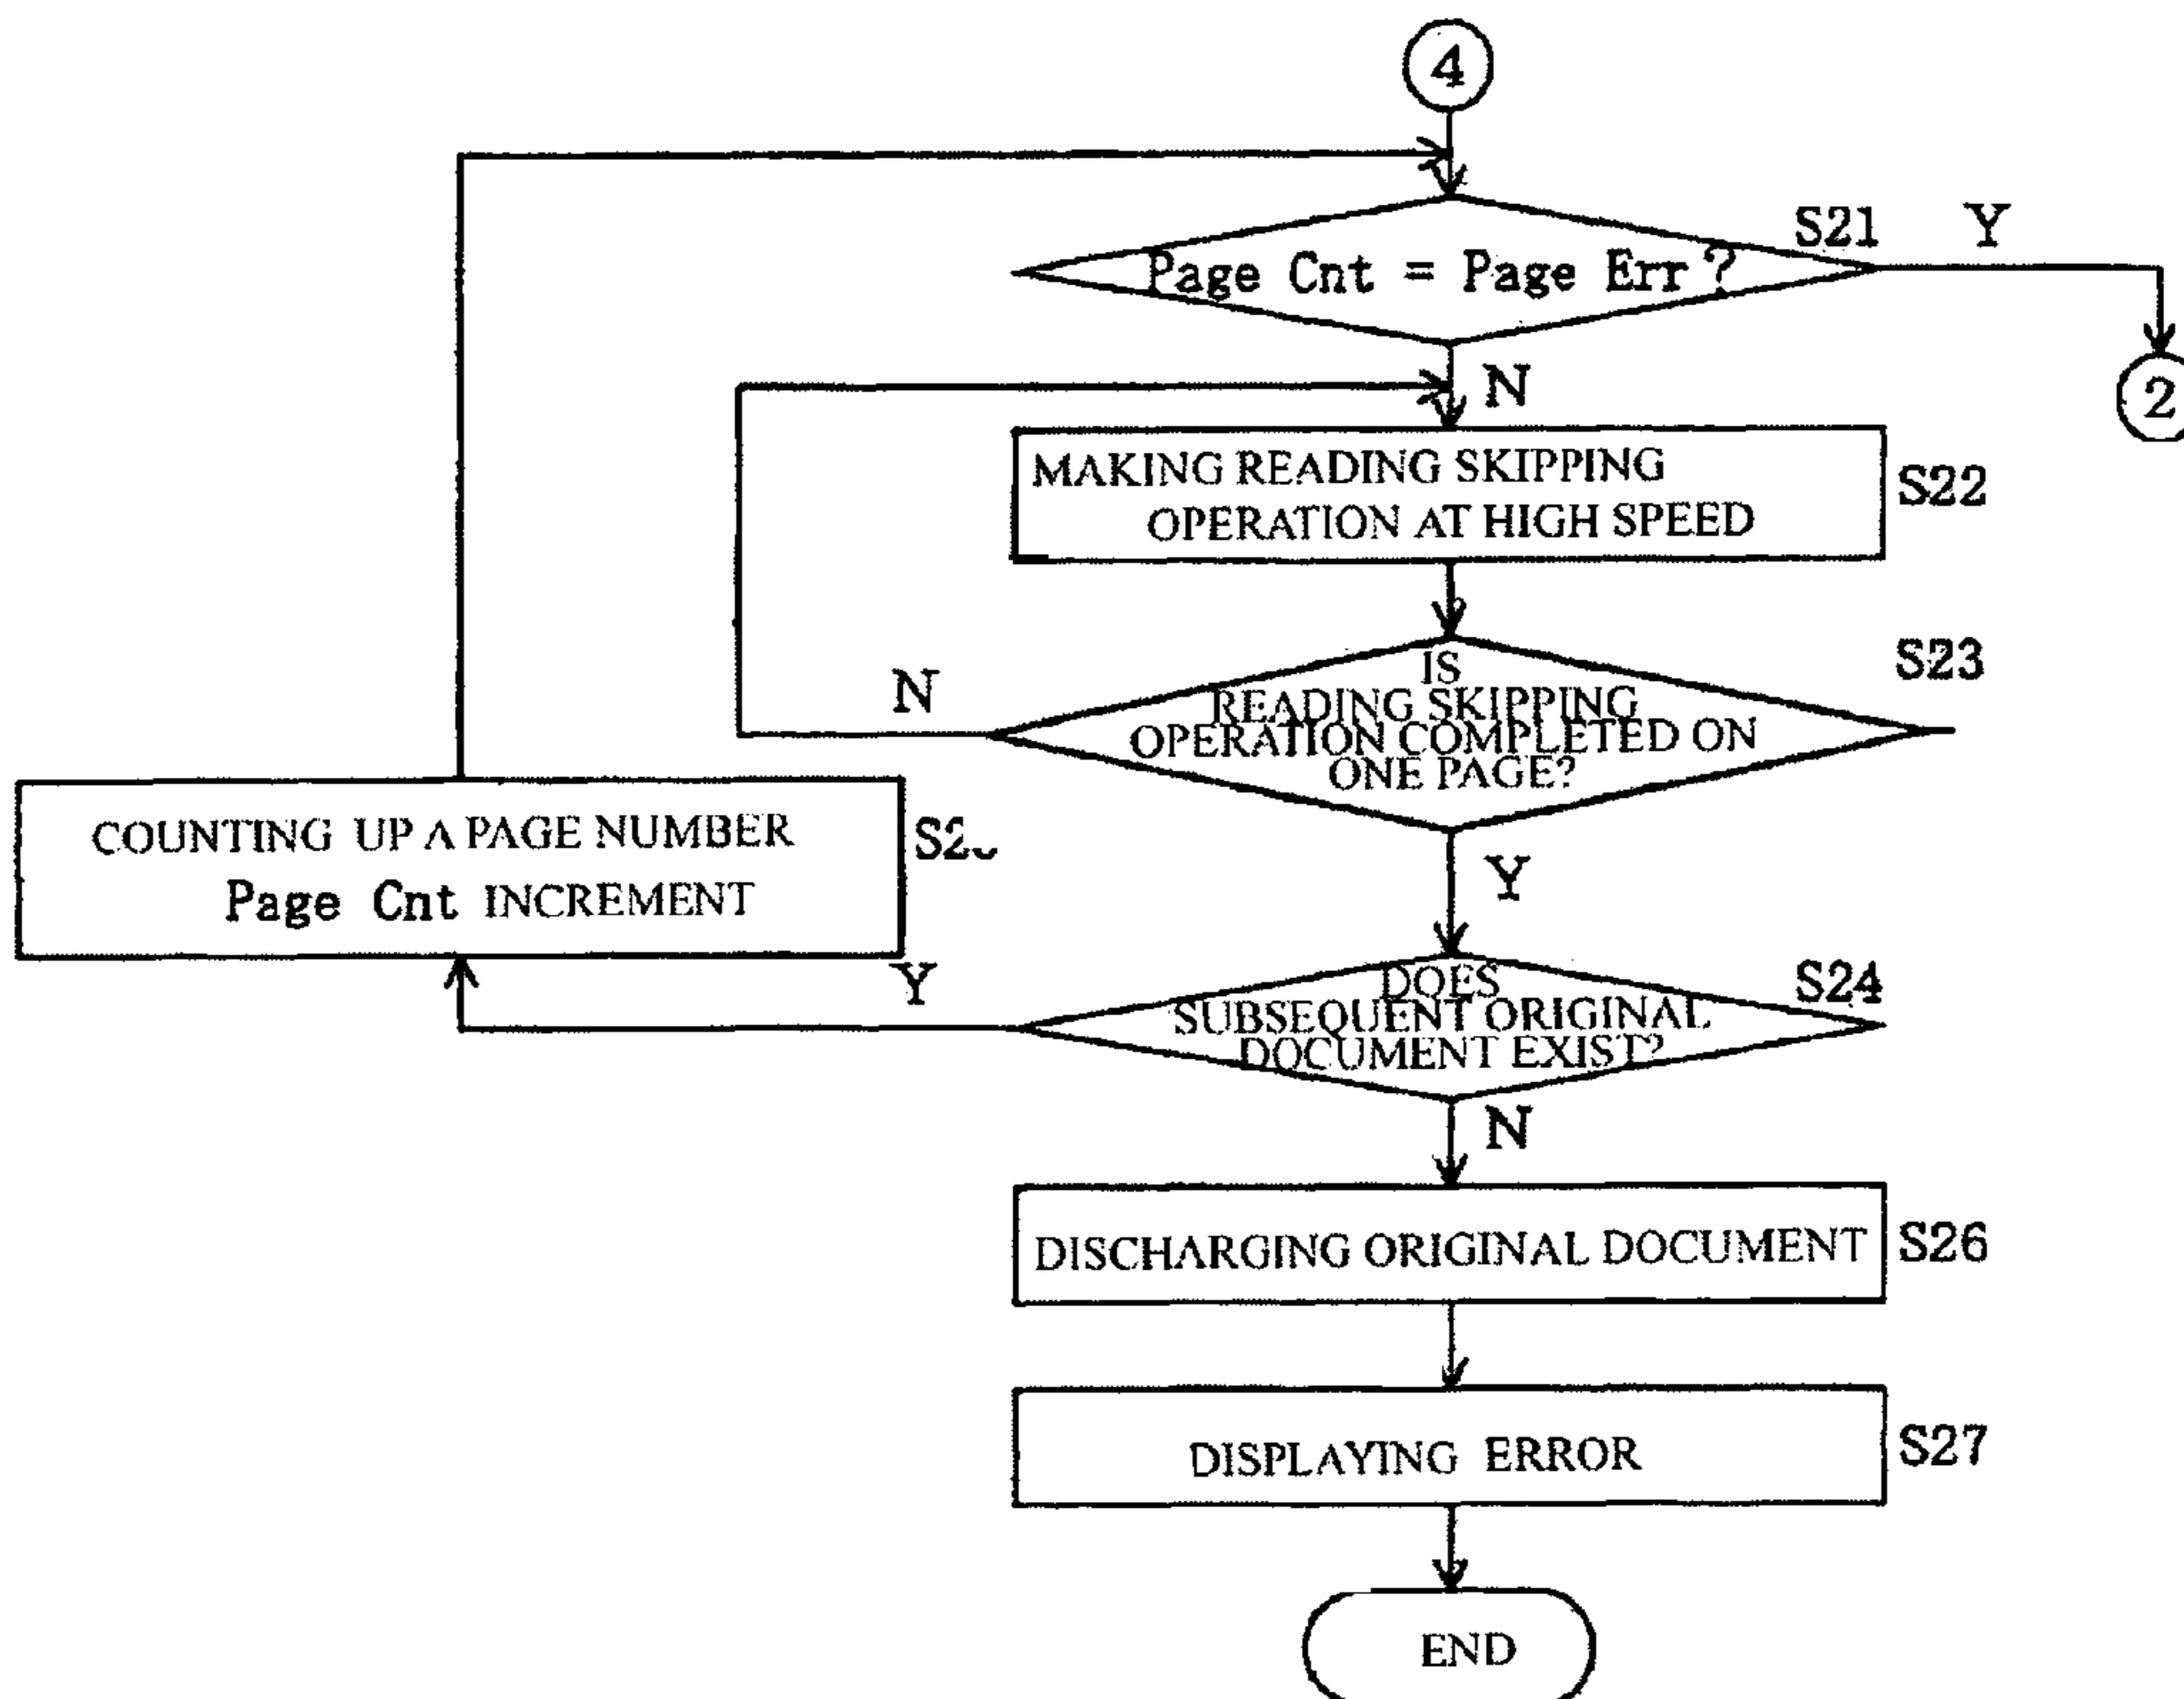 4
Page Cnt = Page Err ?
S21
Y
2
N
MAKING READING SKIPPING
OPERATION AT HIGH SPEED
S22
IS
READING SKIPPING
OPERATION COMPLETED ON
ONE PAGE?
S23
N
Y
COUNTING UP A PAGE NUMBER
Page Cnt INCREMENT
DOES
SUBSEQUENT ORIGINAL
DOCUMENT EXIST?
S24
Y
N
DISCHARGING ORIGINAL DOCUMENT
S26
DISPLAYING ERROR
S27
END